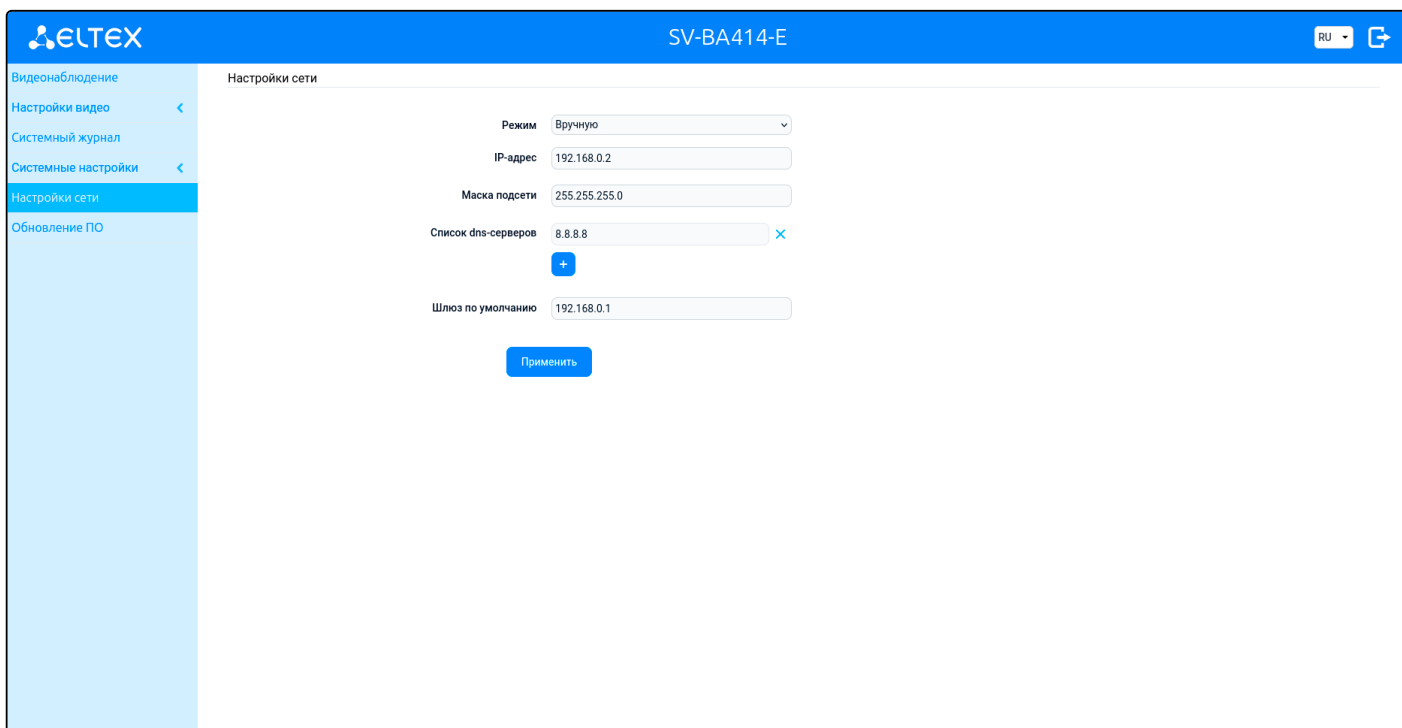 ELTEX
SV-BA414-E
RU
Видеонаблюдение
Настройки видео
Системный журнал
Системные настройки
Настройки сети
Обновление ПО
Настройки сети
Режим Вручную
IP-адрес 192.168.0.2
Маска подсети 255.255.255.0
Список dns-серверов 8.8.8.8
+
Шлюз по умолчанию 192.168.0.1
Применить